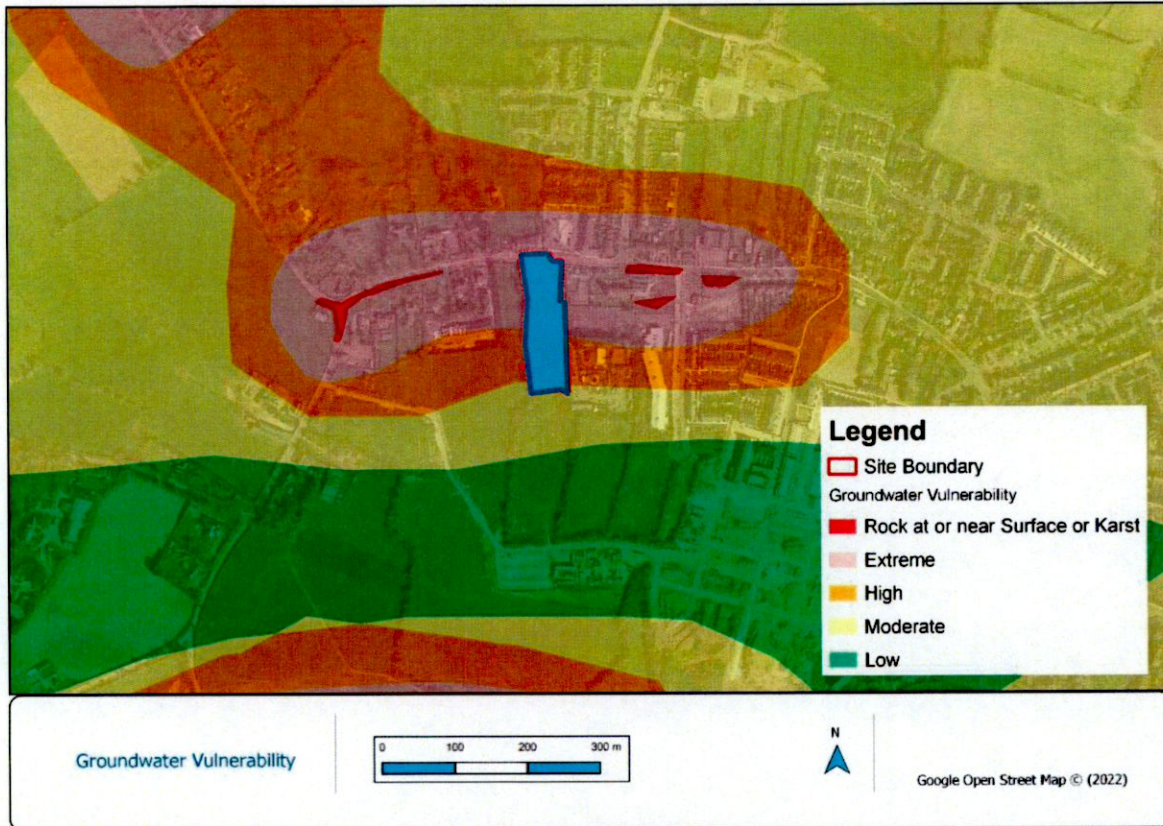 Legend
Site Boundary
Groundwater Vulnerability
Rock at or near Surface or Karst
Extreme
High
Moderate
Low
Groundwater Vulnerability
0 100 200 300 m
N
Google Open Street Map © (2022)